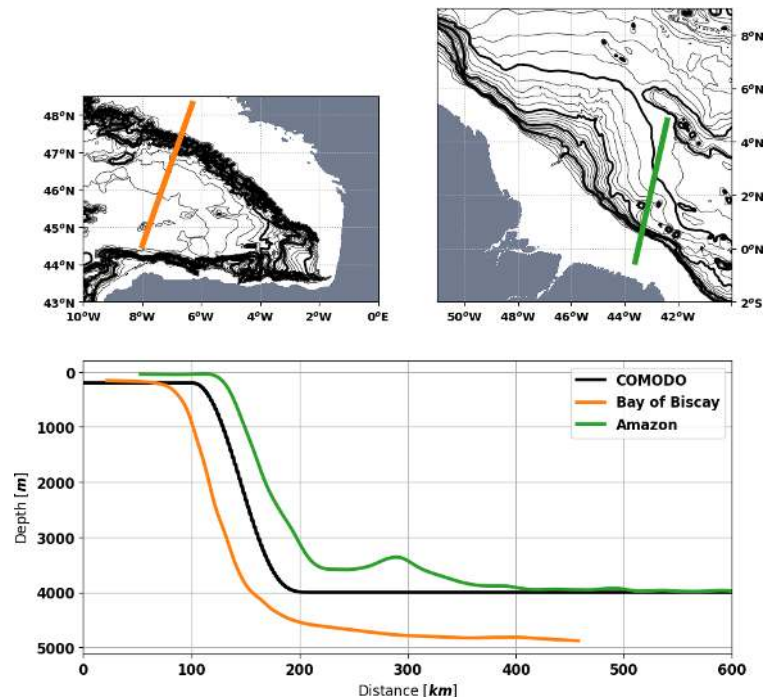 8°N
6°N
4°N
2°N
0°N
2°S
50°W 48°W 46°W 44°W 42°W
48°N
47°N
46°N
45°N
44°N
43°N
10°W 8°W 6°W 4°W 2°W 0°E
Depth [m]
0
1000
2000
3000
4000
5000
COMODO
Bay of Biscay
Amazon
0 100 200 300 400 500 600
Distance [km]